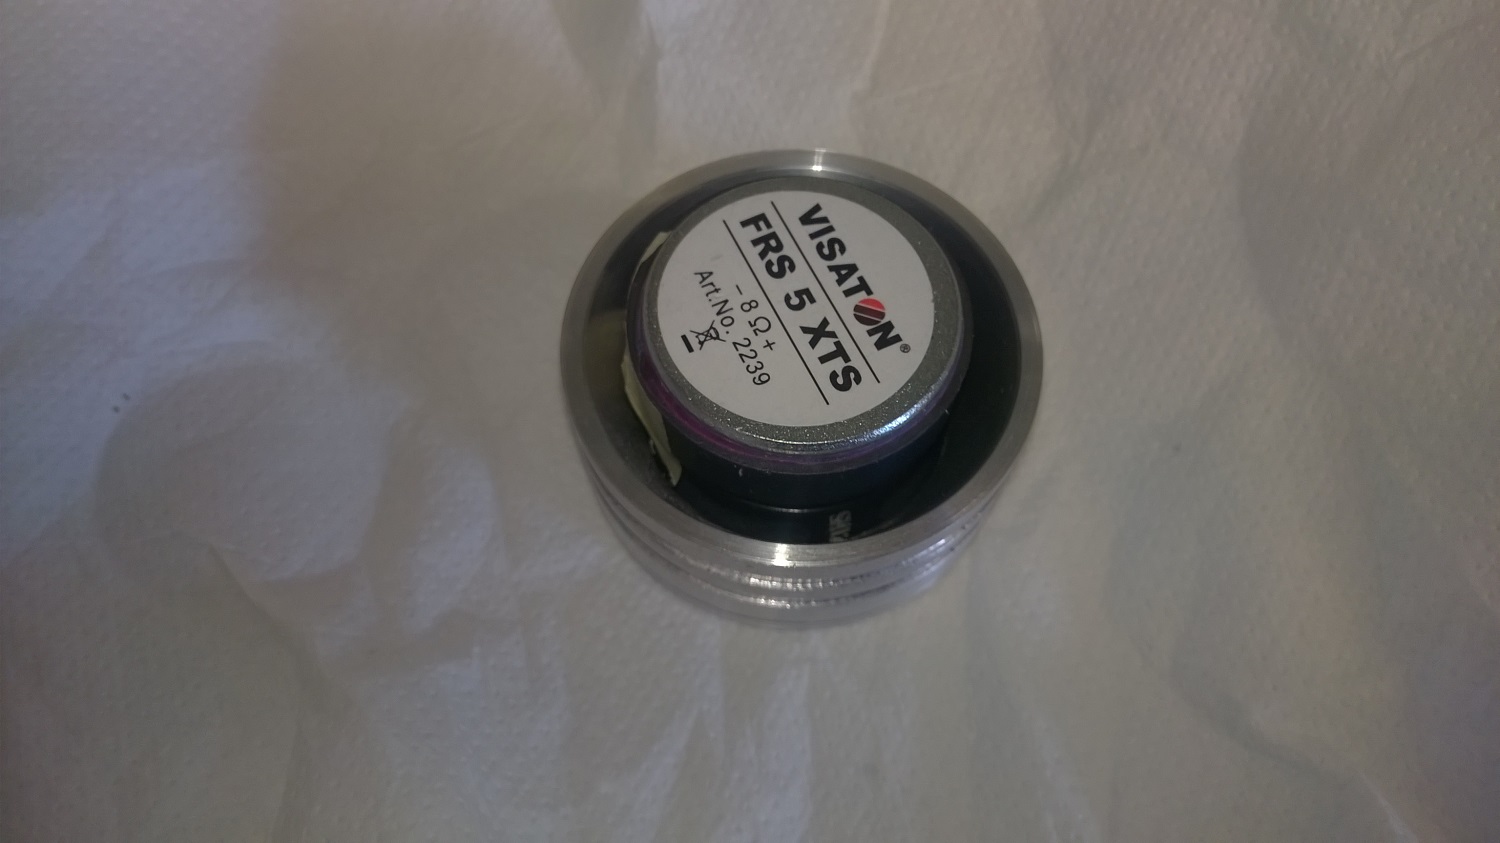 VISATON®
FRS 5 XTS
− 8 Ω +
Art.No. 2239